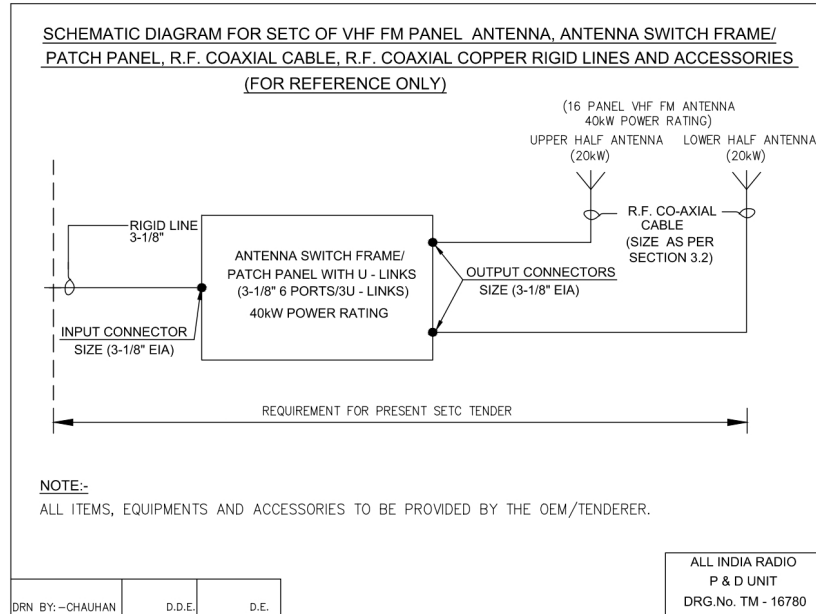 SCHEMATIC DIAGRAM FOR SETC OF VHF FM PANEL ANTENNA, ANTENNA SWITCH FRAME/
PATCH PANEL, R.F. COAXIAL CABLE, R.F. COAXIAL COPPER RIGID LINES AND ACCESSORIES
(FOR REFERENCE ONLY)
(16 PANEL VHF FM ANTENNA
40kW POWER RATING)
UPPER HALF ANTENNA
(20kW)
LOWER HALF ANTENNA
(20kW)
RIGID LINE
3-1/8"
R.F. CO-AXIAL
CABLE
(SIZE AS PER
SECTION 3.2)
ANTENNA SWITCH FRAME/
PATCH PANEL WITH U - LINKS
(3-1/8" 6 PORTS/3U - LINKS)
40kW POWER RATING
OUTPUT CONNECTORS
SIZE (3-1/8" EIA)
INPUT CONNECTOR
SIZE (3-1/8" EIA)
REQUIREMENT FOR PRESENT SETC TENDER
NOTE:-
ALL ITEMS, EQUIPMENTS AND ACCESSORIES TO BE PROVIDED BY THE OEM/TENDERER.
ALL INDIA RADIO
P & D UNIT
DRG.No. TM - 16780
DRN BY: -CHAUHAN
D.D.E.
D.E.